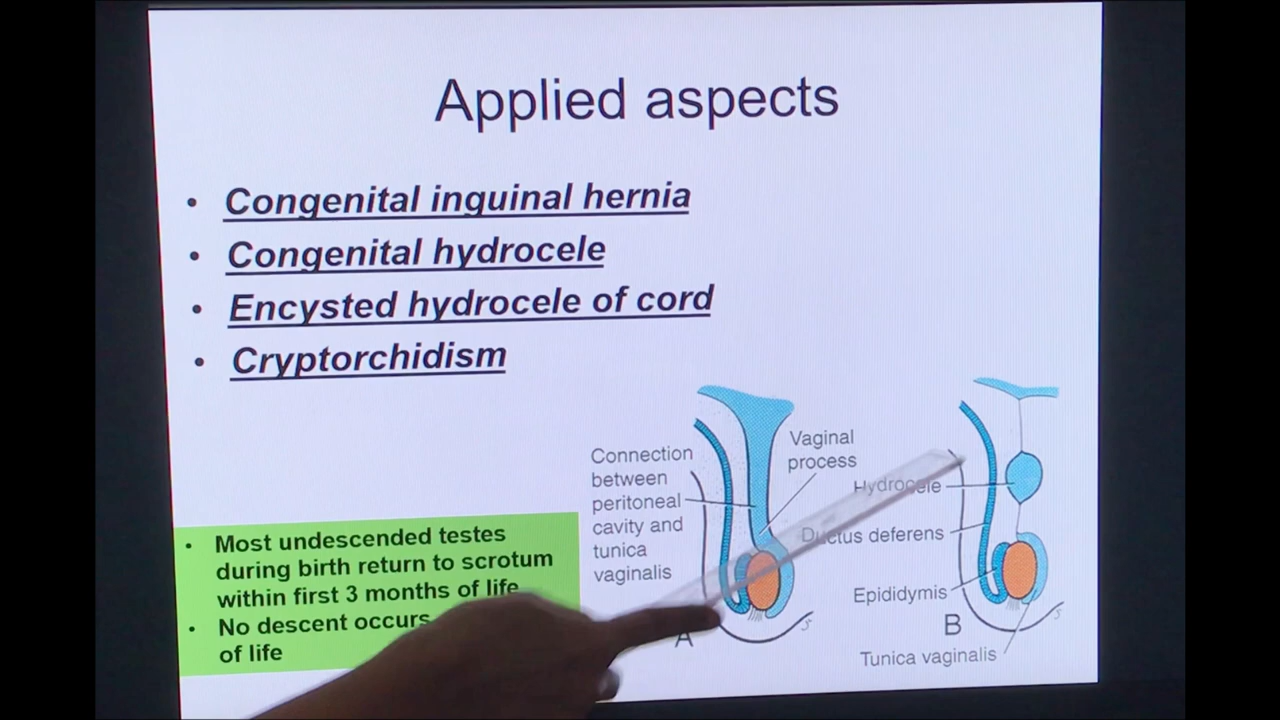 Applied aspects
• Congenital inguinal hernia
• Congenital hydrocele
• Encysted hydrocele of cord
• Cryptorchidism
• Most undescended testes
during birth return to scrotum
within first 3 months of life
• No descent occurs
of life
Connection
between
peritoneal
cavity and
tunica
vaginalis
Vaginal
process
A
Hydrocele
Ductus deferens
Epididymis
B
Tunica vaginalis